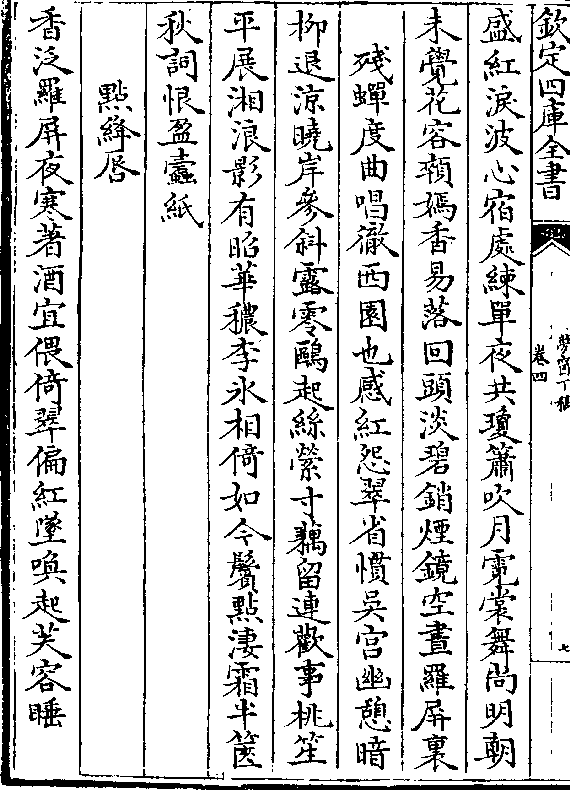 欽定四庫全書
夢窗丁稿
卷四
七
盛紅淚波心宿處練單夜共瓊簫吹月霓裳舞尚明朝
未覺花容頳嫣香易落回頭淡碧銷煙鏡空畫羅屏裏
殘蟬度曲唱徹西園也感紅怨翠省慣吳宮幽憩暗
栁退涼曉岸參斜露零鷗起絲縈寸藕留連歡事桃笙
平展湘浪影有昭華穠李氷相倚如今鬢點淒霜半篋
秋詞恨盈蠧紙
點絳唇
香泛羅屏夜寒著酒宜偎倚翠偏紅墜喚起芙容睡